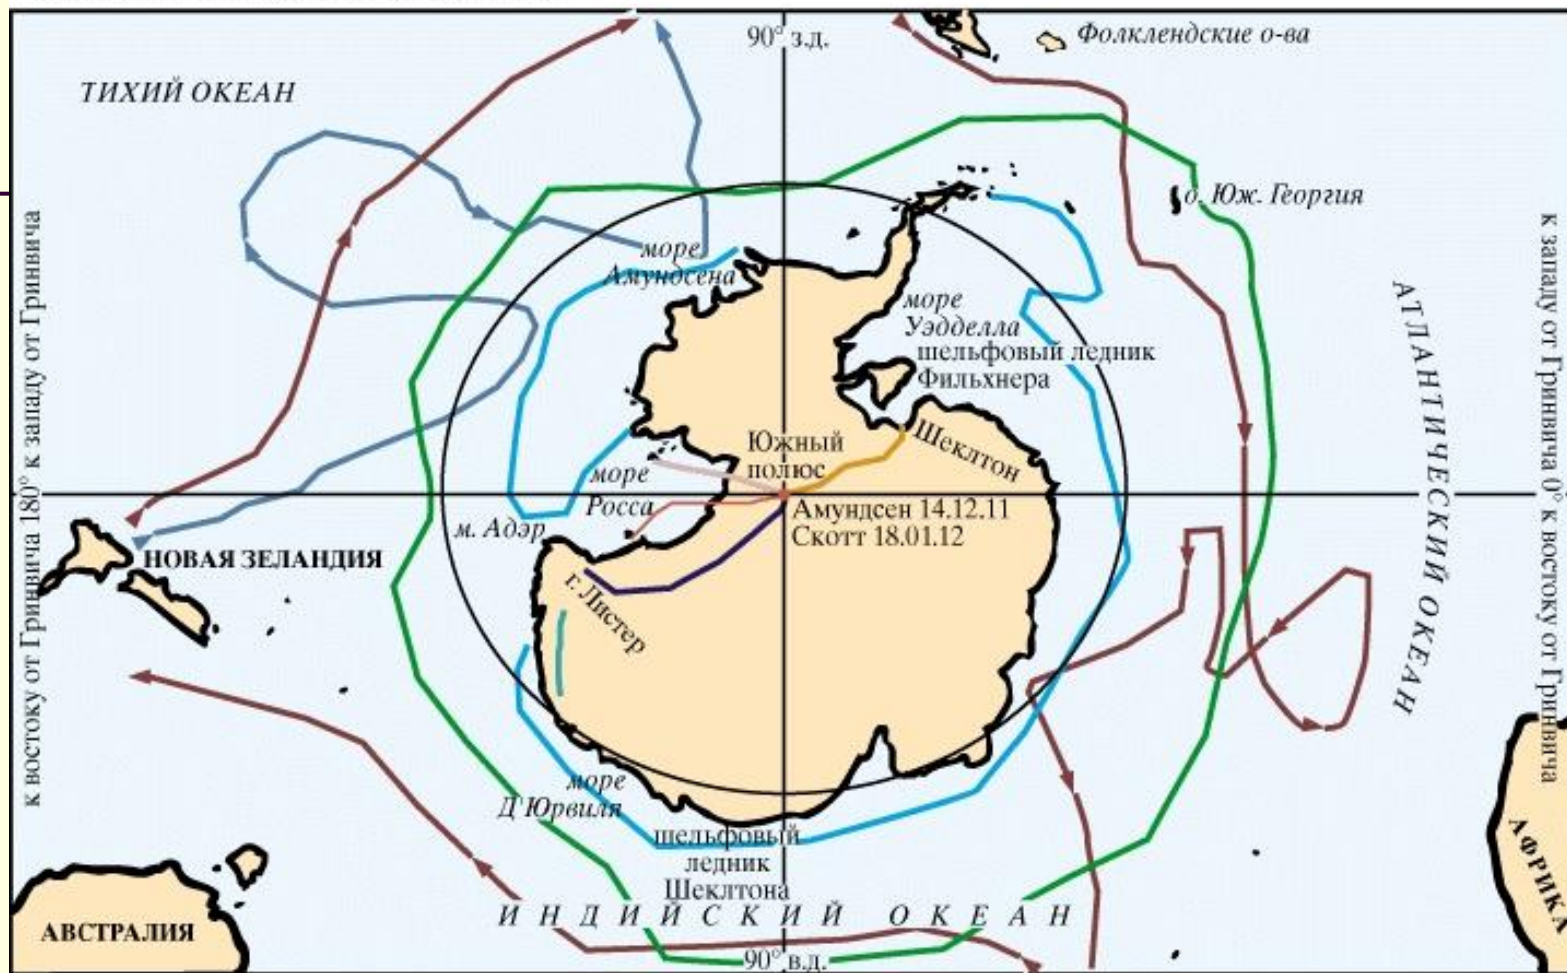 90° з.д.
Фолклендские о-ва
ТИХИЙ ОКЕАН
о. Юж. Георгия
к востоку от Гринвича 180° к западу от Гринвича
море
Амундсена
море
Уэдделла
шельфовый ледник
Фильхнера
АТЛАНТИЧЕСКИЙ ОКЕАН
к западу от Гринвича 0° к востоку от Гринвича
Южный
полюс
Шеклтон
море
Росса
Амундсен 14.12.11
Скотт 18.01.12
м. Адэр
НОВАЯ ЗЕЛАНДИЯ
г. Листер
море
Д'Юрвиля
шельфовый
ледник
Шеклтона
ИНДИЙСКИЙ ОКЕАН
АФРИКА
АВСТРАЛИЯ
90° в.д.